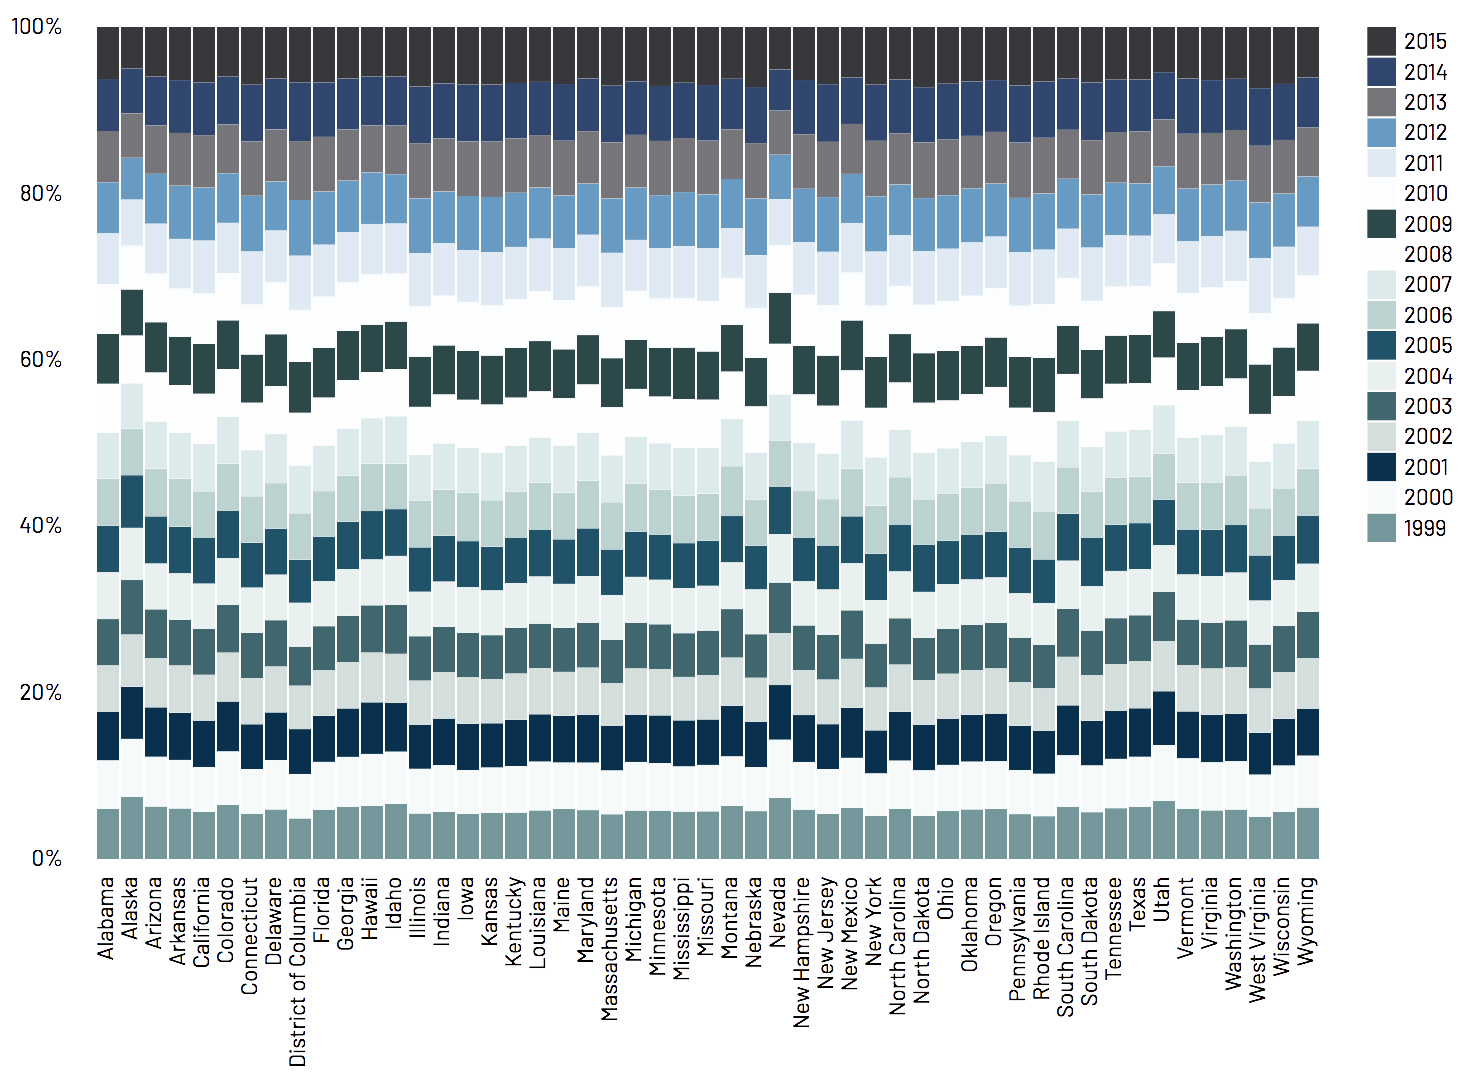 100%
80%
60%
40%
20%
0%
2015
2014
2013
2012
2011
2010
2009
2008
2007
2006
2005
2004
2003
2002
2001
2000
1999
Alabama
Alaska
Arizona
Arkansas
California
Colorado
Connecticut
Delaware
District of Columbia
Florida
Georgia
Hawaii
Idaho
Illinois
Indiana
Iowa
Kansas
Kentucky
Louisiana
Maine
Maryland
Massachusetts
Michigan
Minnesota
Mississippi
Missouri
Montana
Nebraska
Nevada
New Hampshire
New Jersey
New Mexico
New York
North Carolina
North Dakota
Ohio
Oklahoma
Oregon
Pennsylvania
Rhode Island
South Carolina
South Dakota
Tennessee
Texas
Utah
Vermont
Virginia
Washington
West Virginia
Wisconsin
Wyoming